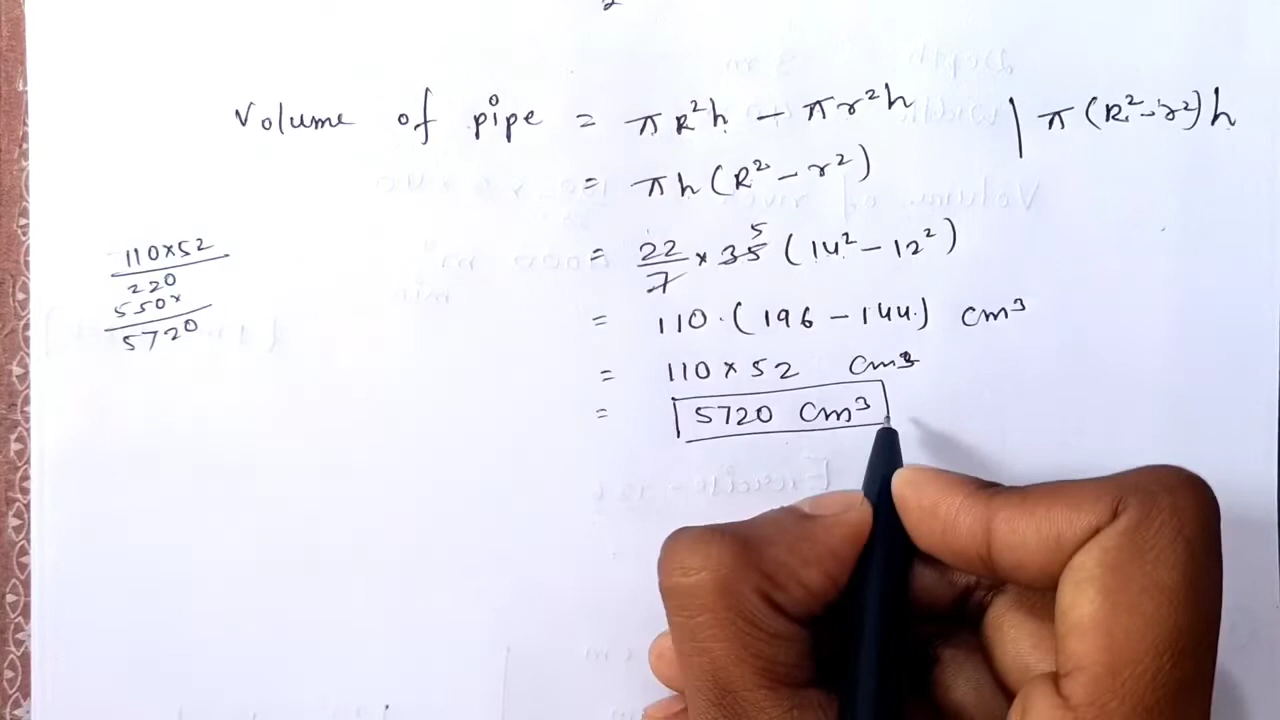 Volume of pipe = πR²h - πr²h | π(R²-r²)h
= πh(R²-r²)
= 22/7 × 35 5 (14²-12²)
= 110.(196-144.) cm³
= 110×52 cm³
= 5720 cm³
110×52
220
550×
5720